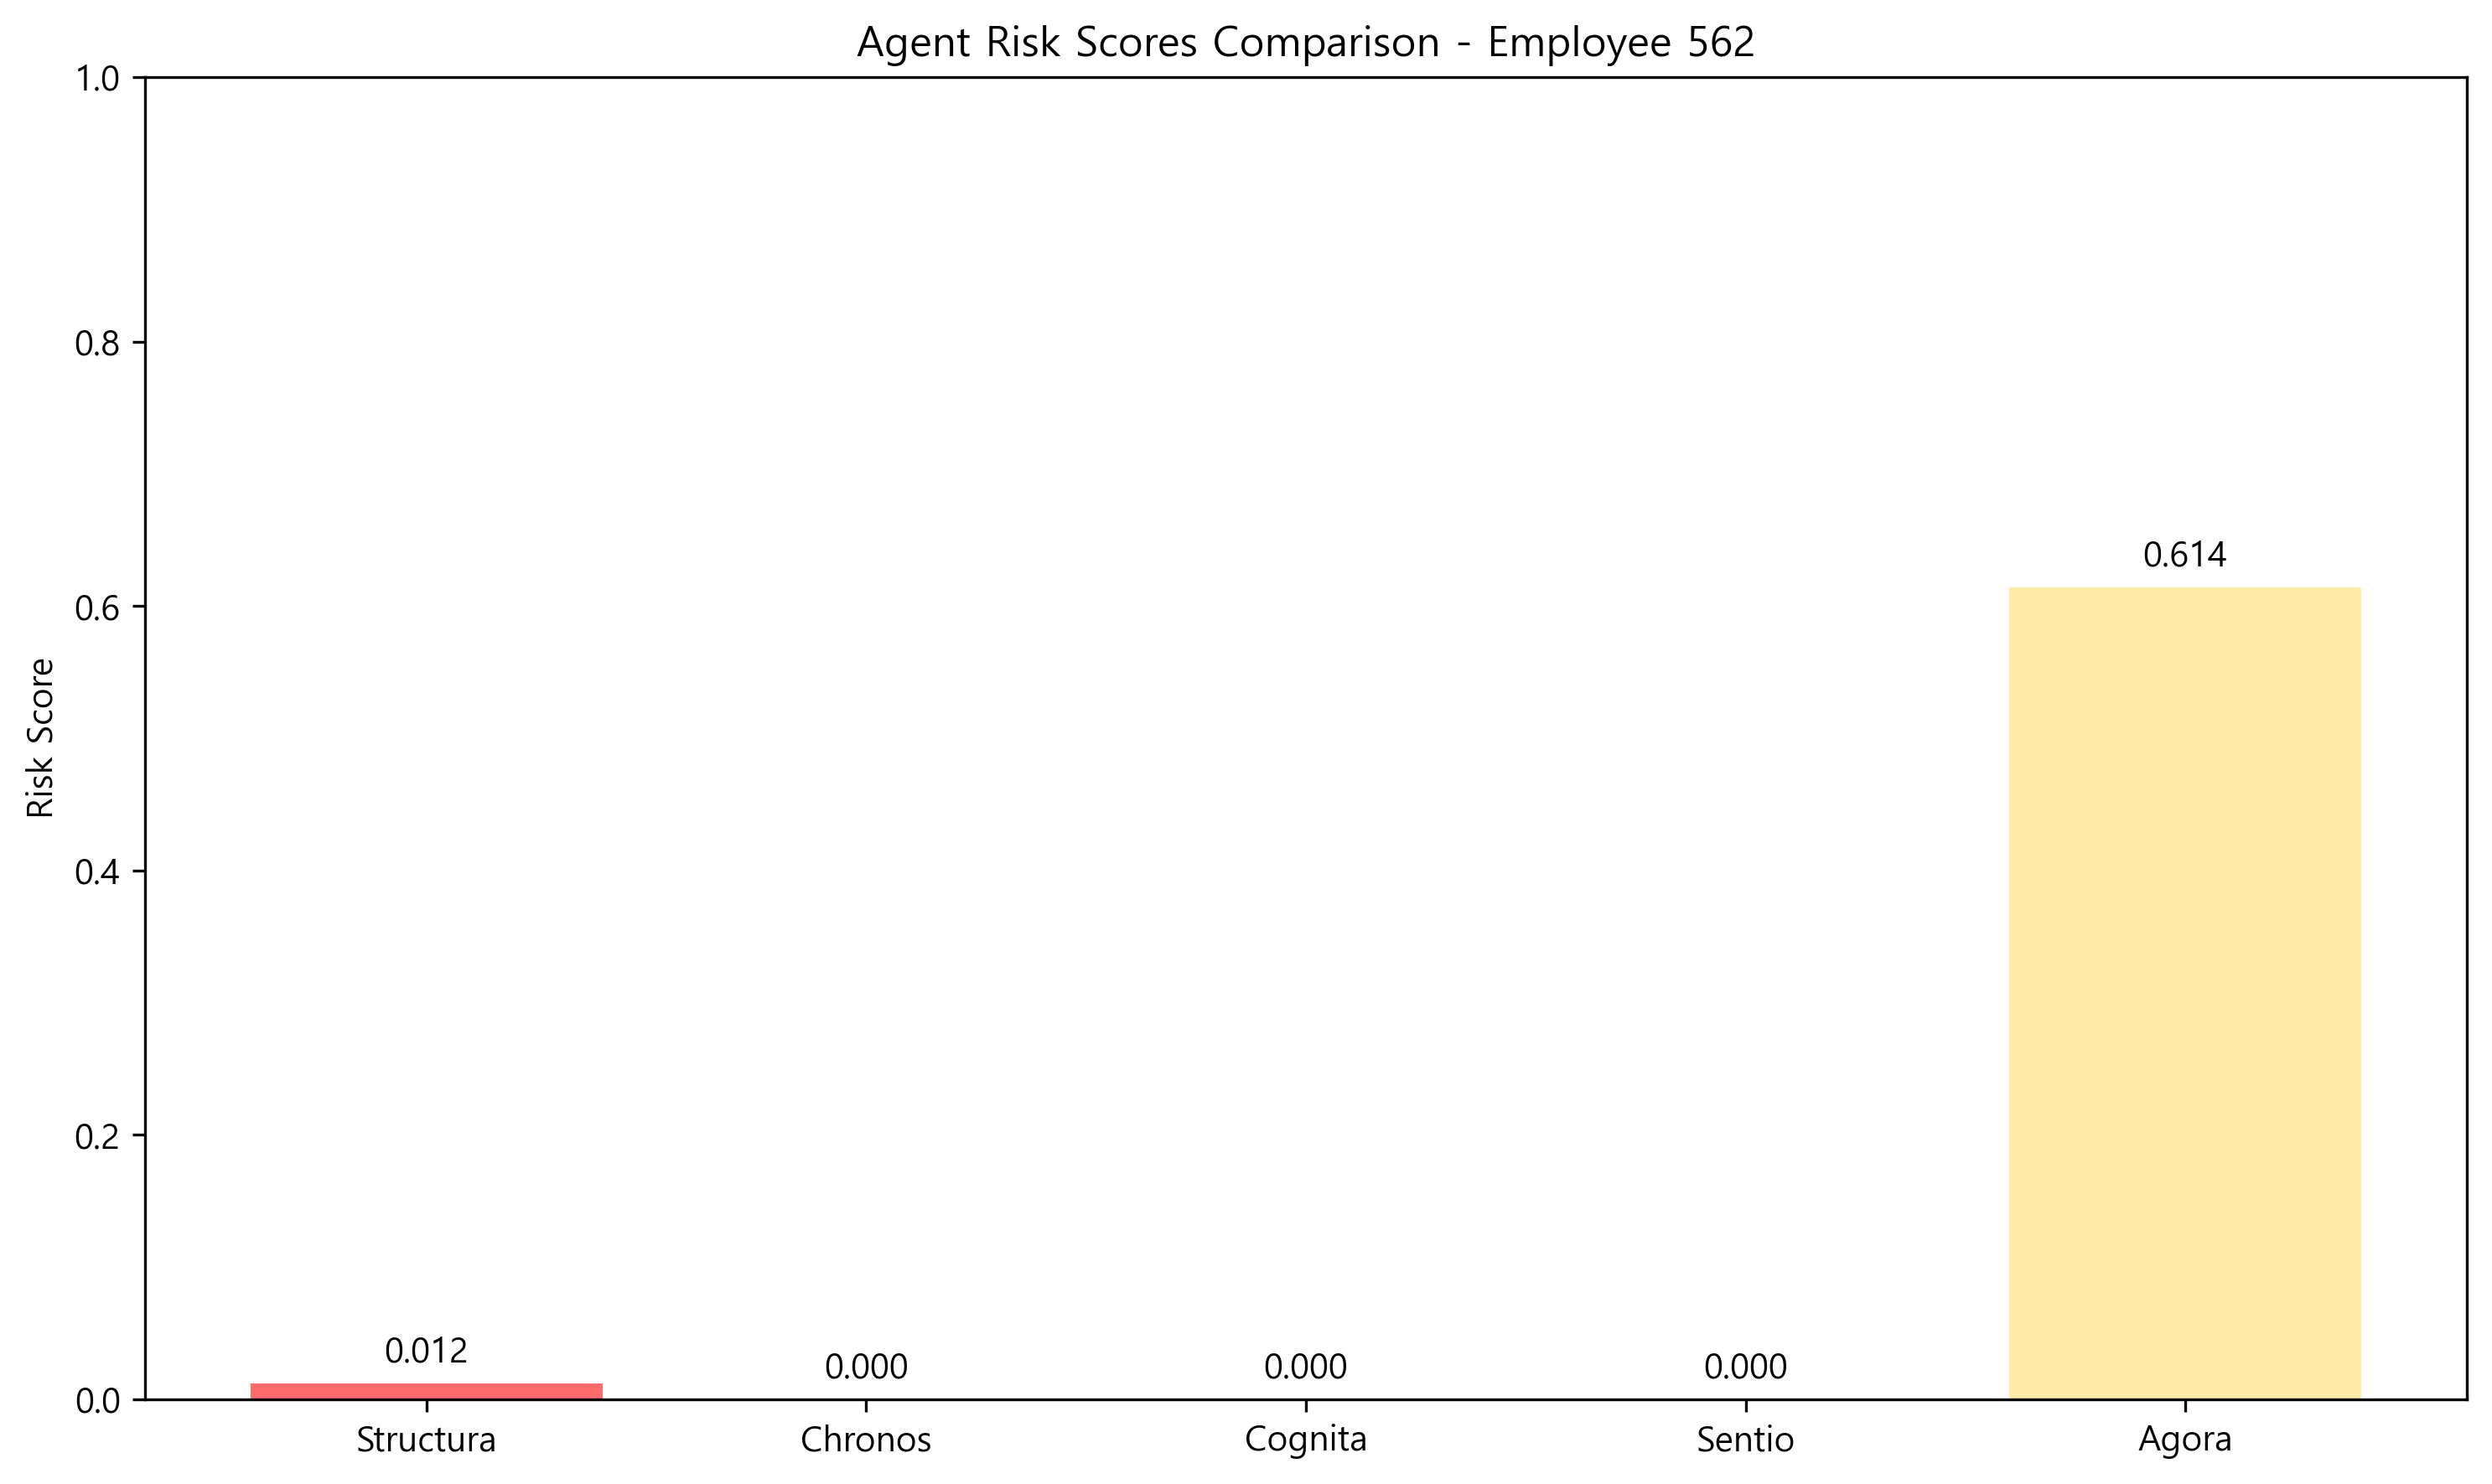 Agent Risk Scores Comparison - Employee 562
Risk Score
1.0
0.8
0.6
0.4
0.2
0.0
0.012
0.000
0.000
0.000
0.614
Structura
Chronos
Cognita
Sentio
Agora